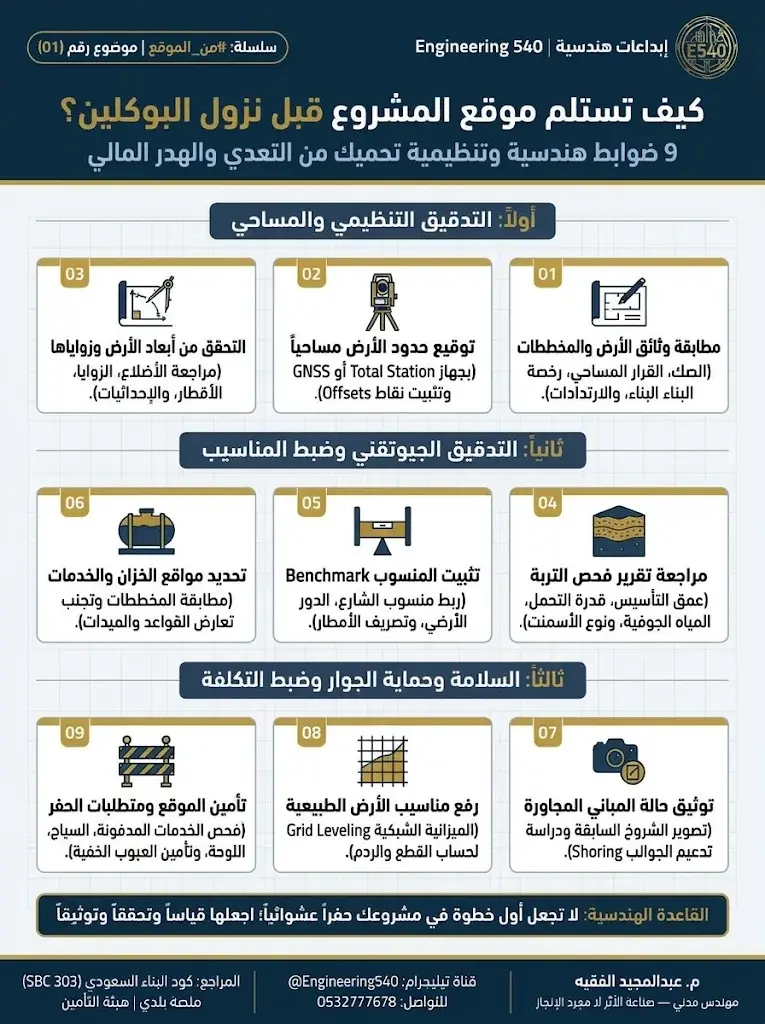 E540
إبداعات هندسية | Engineering 540
سلسلة: #من_الموقع | موضوع رقم (01)
كيف تستلم موقع المشروع قبل نزول البوكلين؟
9 ضوابط هندسية وتنظيمية تحميك من التعدي والهدر المالي
أولاً: التدقيق التنظيمي والمساحي
01
مطابقة وثائق الأرض والمخططات
(الصك، القرار المساحي، رخصة
البناء البناء، والارتدادات).
02
توقيع حدود الأرض مساحياً
(بجهاز Total Station أو GNSS
وتثبيت نقاط Offsets).
03
التحقق من أبعاد الأرض وزواياها
(مراجعة الأضلاع، الزوايا،
الأقطار، والإحداثيات).
ثانياً: التدقيق الجيوتقني وضبط المناسيب
04
مراجعة تقرير فحص التربة
(عمق التأسيس، قدرة التحمل،
المياه الجوفية، ونوع الأسمنت).
05
تثبيت المنسوب Benchmark
(ربط منسوب الشارع، الدور
الأرضي، وتصريف الأمطار).
06
تحديد مواقع الخزان والخدمات
(مطابقة المخططات وتجنب
تعارض القواعد والميدات).
ثالثاً: السلامة وحماية الجوار وضبط التكلفة
07
توثيق حالة المباني المجاورة
(تصوير الشروخ السابقة ودراسة
تدعيم الجوانب Shoring).
08
رفع مناسيب الأرض الطبيعية
(الميزانية الشبكية Grid Leveling
لحساب القطع والردم).
09
تأمين الموقع ومتطلبات الحفر
(فحص الخدمات المدفونة، السياج،
اللوحة، وتأمين العيوب الخفية).
القاعدة الهندسية: لا تجعل أول خطوة في مشروعك حفراً عشوائياً؛ اجعلها قياساً وتحققاً وتوثيقاً
م. عبدالمجيد الفقيه
مهندس مدني — صناعة الأثر لا مجرد الإنجاز
قناة تيليجرام: Engineering540@
للتواصل: 0532777678
المراجع: كود البناء السعودي (SBC 303)
منصة بلدي | هيئة التأمين